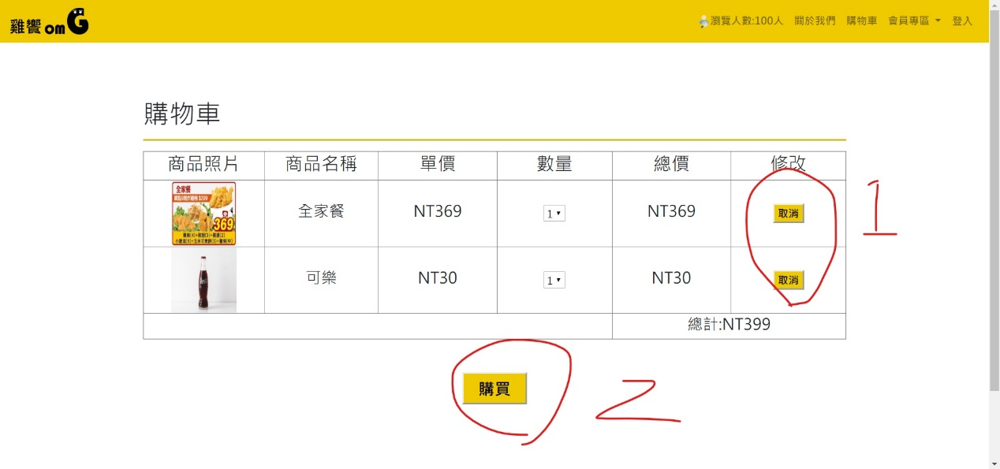 雞饗 omG
瀏覽人數:100人 關於我們 購物車 會員專區 登入
購物車
商品照片 商品名稱 單價 數量 總價 修改
全家餐
369
全家餐 NT369 1 NT369 取消
1
可樂 NT30 1 NT30 取消
總計:NT399
購買
2